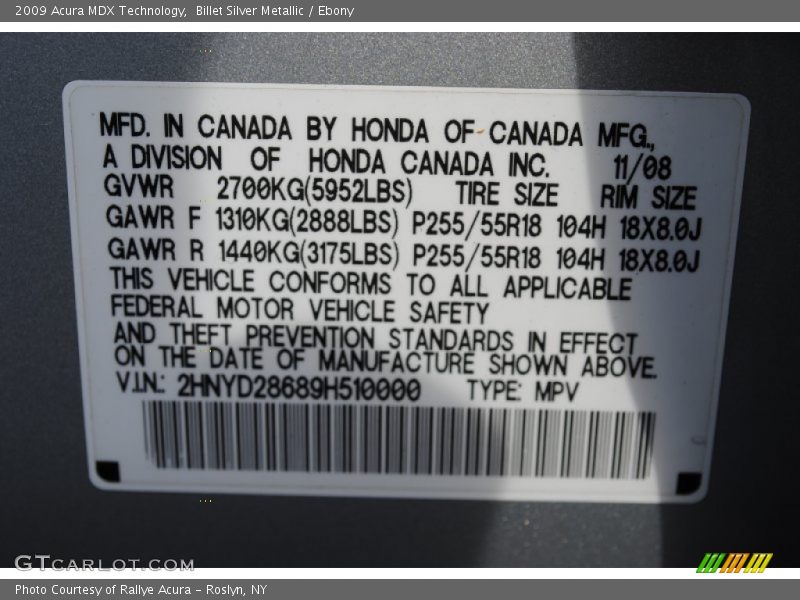 2009 Acura MDX Technology,  Billet Silver Metallic / Ebony
MFD. IN CANADA BY HONDA OF CANADA MFG.,
A DIVISION OF HONDA CANADA INC. 11/08
GVWR 2700KG(5952LBS) TIRE SIZE RIM SIZE
GAWR F 1310KG(2888LBS) P255/55R18 104H 18X8.0J
GAWR R 1440KG(3175LBS) P255/55R18 104H 18X8.0J
THIS VEHICLE CONFORMS TO ALL APPLICABLE
FEDERAL MOTOR VEHICLE SAFETY
AND THEFT PREVENTION STANDARDS IN EFFECT
ON THE DATE OF MANUFACTURE SHOWN ABOVE.
V.I.N.: 2HNYD28689H510000 TYPE: MPV
GTCARLOT.COM
Photo Courtesy of Rallye Acura - Roslyn, NY